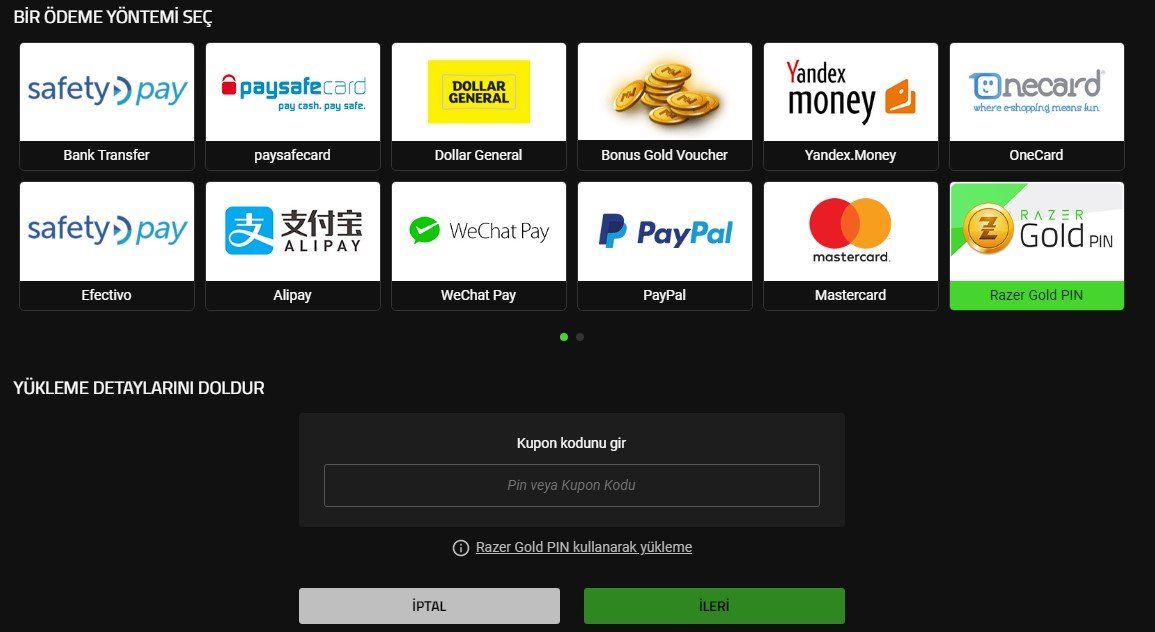 BİR ÖDEME YÖNTEMİ SEÇ
safety pay
paysafecard
pay cash. pay safe.
DOLLAR
GENERAL
Yandex
money
Onecard
where e-shopping means fun.
Bank Transfer
paysafecard
Dollar General
Bonus Gold Voucher
Yandex.Money
OneCard
safety pay
支 支付宝
ALIPAY
WeChat Pay
PayPal
mastercard.
RAZER
Gold PIN
Efectivo
Alipay
WeChat Pay
PayPal
Mastercard
Razer Gold PIN
YÜKLEME DETAYLARINI DOLDUR
Kupon kodunu gir
Pin veya Kupon Kodu
Razer Gold PIN kullanarak yükleme
İPTAL
İLERİ